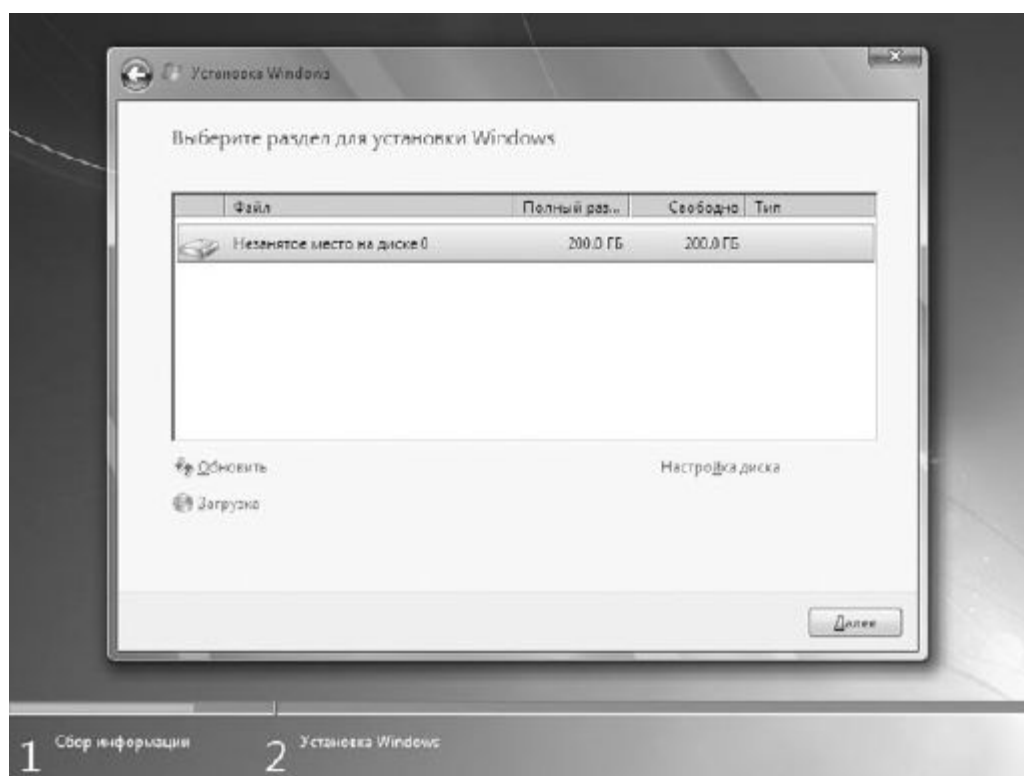 Установка Windows
Выберите раздел для установки Windows
Файл Полный раз... Свободно Тип
Незанятое место на диске 0 200.0 ГБ 200.0 ГБ
Обновить Настройка диска
Загрузка
Далее
1 Сбор информации 2 Установка Windows